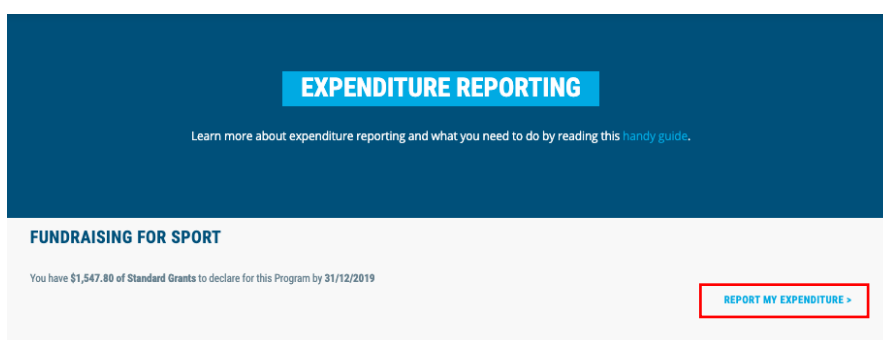 EXPENDITURE REPORTING
Learn more about expenditure reporting and what you need to do by reading this handy guide.
FUNDRAISING FOR SPORT
You have $1,547.80 of Standard Grants to declare for this Program by 31/12/2019
REPORT MY EXPENDITURE >